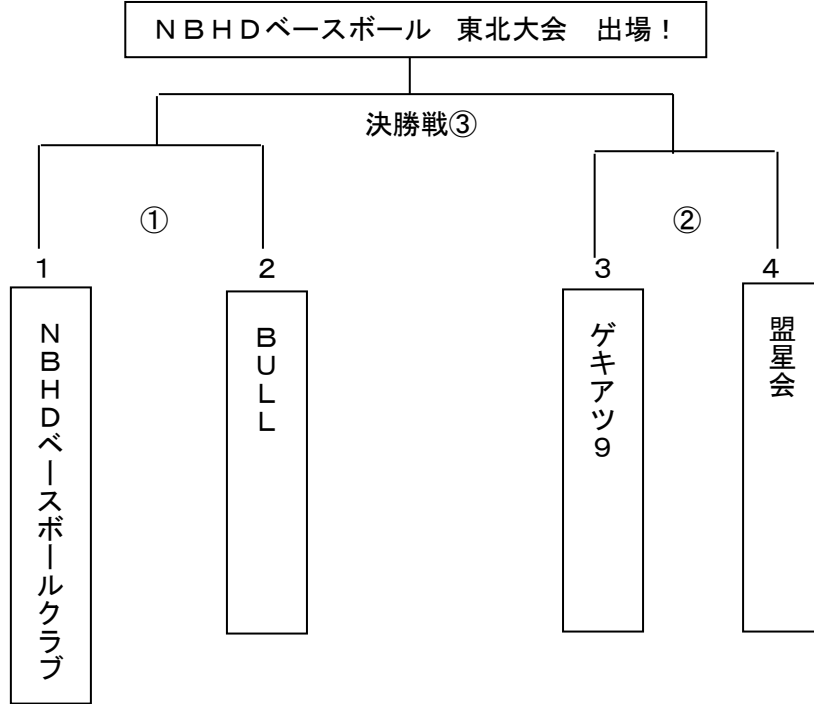 ＮＢＨＤベースボール　東北大会　出場！
決勝戦③
①
②
1
2
3
4
ＮＢＨＤベースボールクラブ
ＢＵＬＬ
ゲキアツ９
盟星会